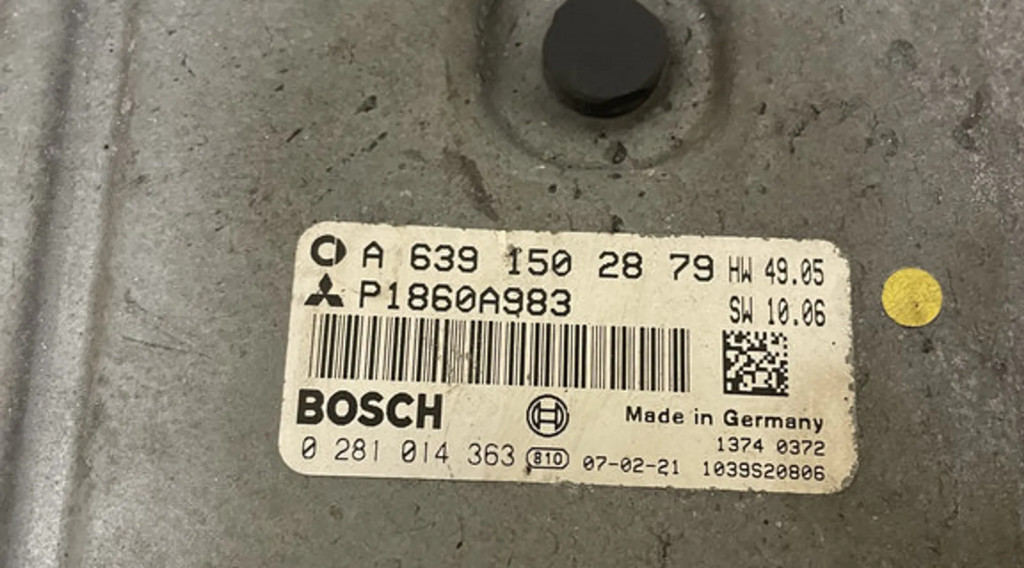 A 639 150 28 79 HW 49.05
P1860A983 SW 10.06
BOSCH Made in Germany
1374 0372
0 281 014 363 810 07-02-21 1039S20806